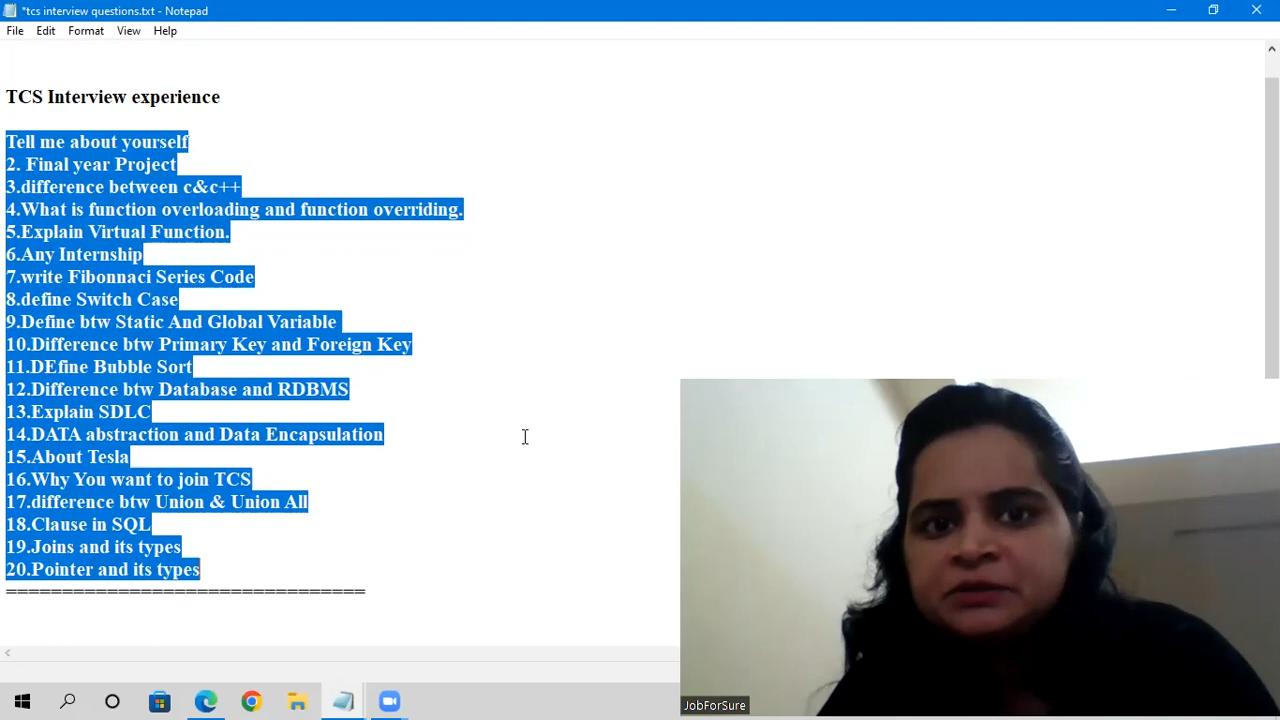 *tcs interview questions.txt - Notepad
File Edit Format View Help
TCS Interview experience
Tell me about yourself
2. Final year Project
3.difference between c&c++
4.What is function overloading and function overriding.
5.Explain Virtual Function.
6.Any Internship
7.write Fibonnaci Series Code
8.define Switch Case
9.Define btw Static And Global Variable
10.Difference btw Primary Key and Foreign Key
11.DEfine Bubble Sort
12.Difference btw Database and RDBMS
13.Explain SDLC
14.DATA abstraction and Data Encapsulation
15.About Tesla
16.Why You want to join TCS
17.difference btw Union & Union All
18.Clause in SQL
19.Joins and its types
20.Pointer and its types
================================
JobForSure